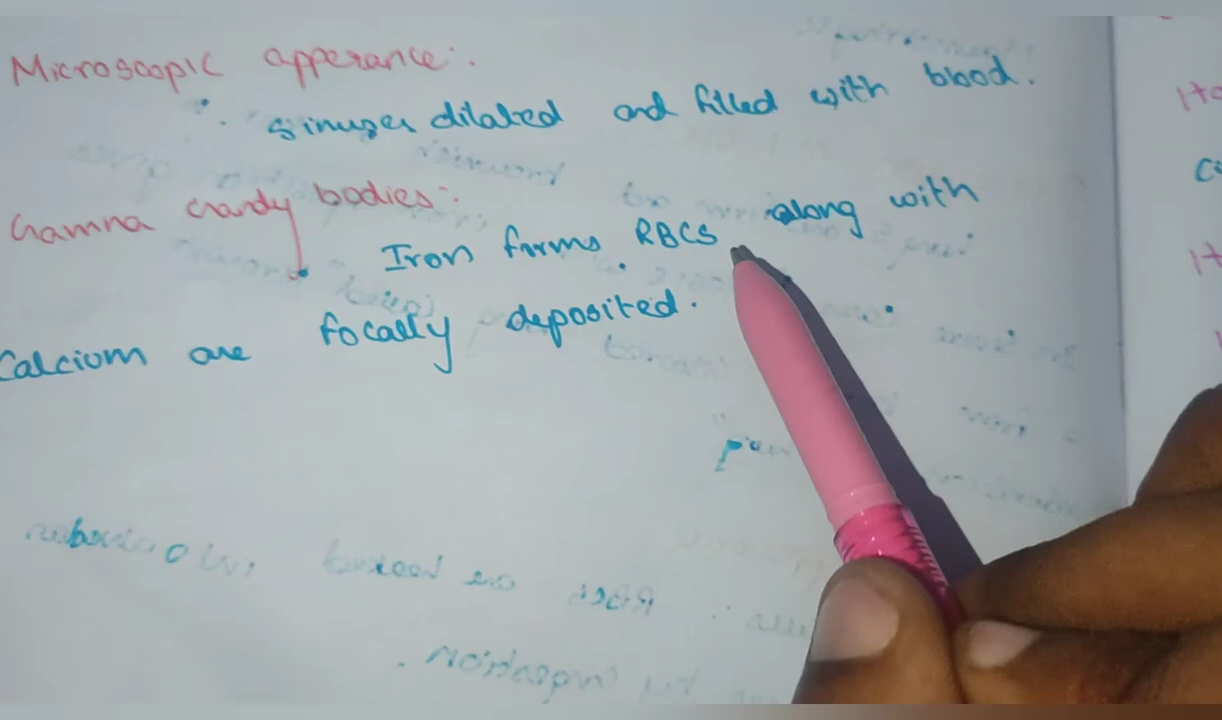 Microscopic apperance:
sinuses dilated and filled with blood.
Gamna Gandy bodies:
Iron forms RBCS along with
Calcium are focally deposited.